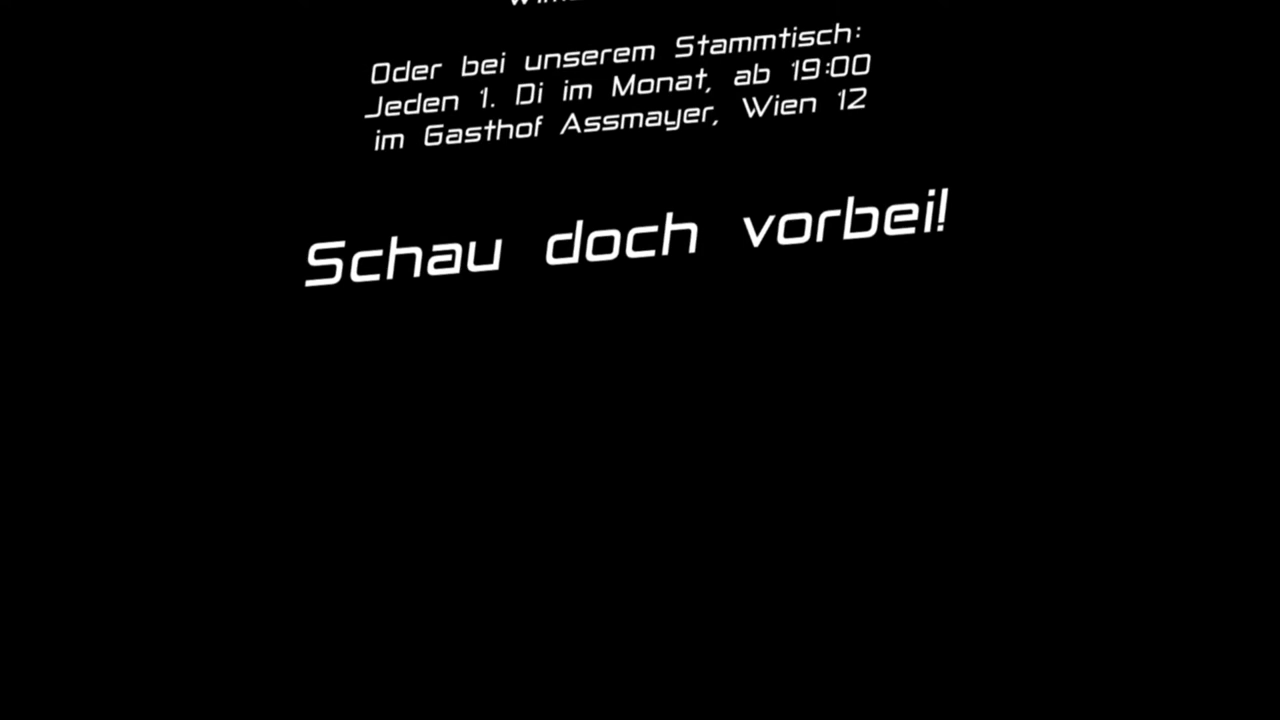 Oder bei unserem Stammtisch:
Jeden 1. Di im Monat, ab 19:00
im Gasthof Assmayer, Wien 12
Schau doch vorbei!